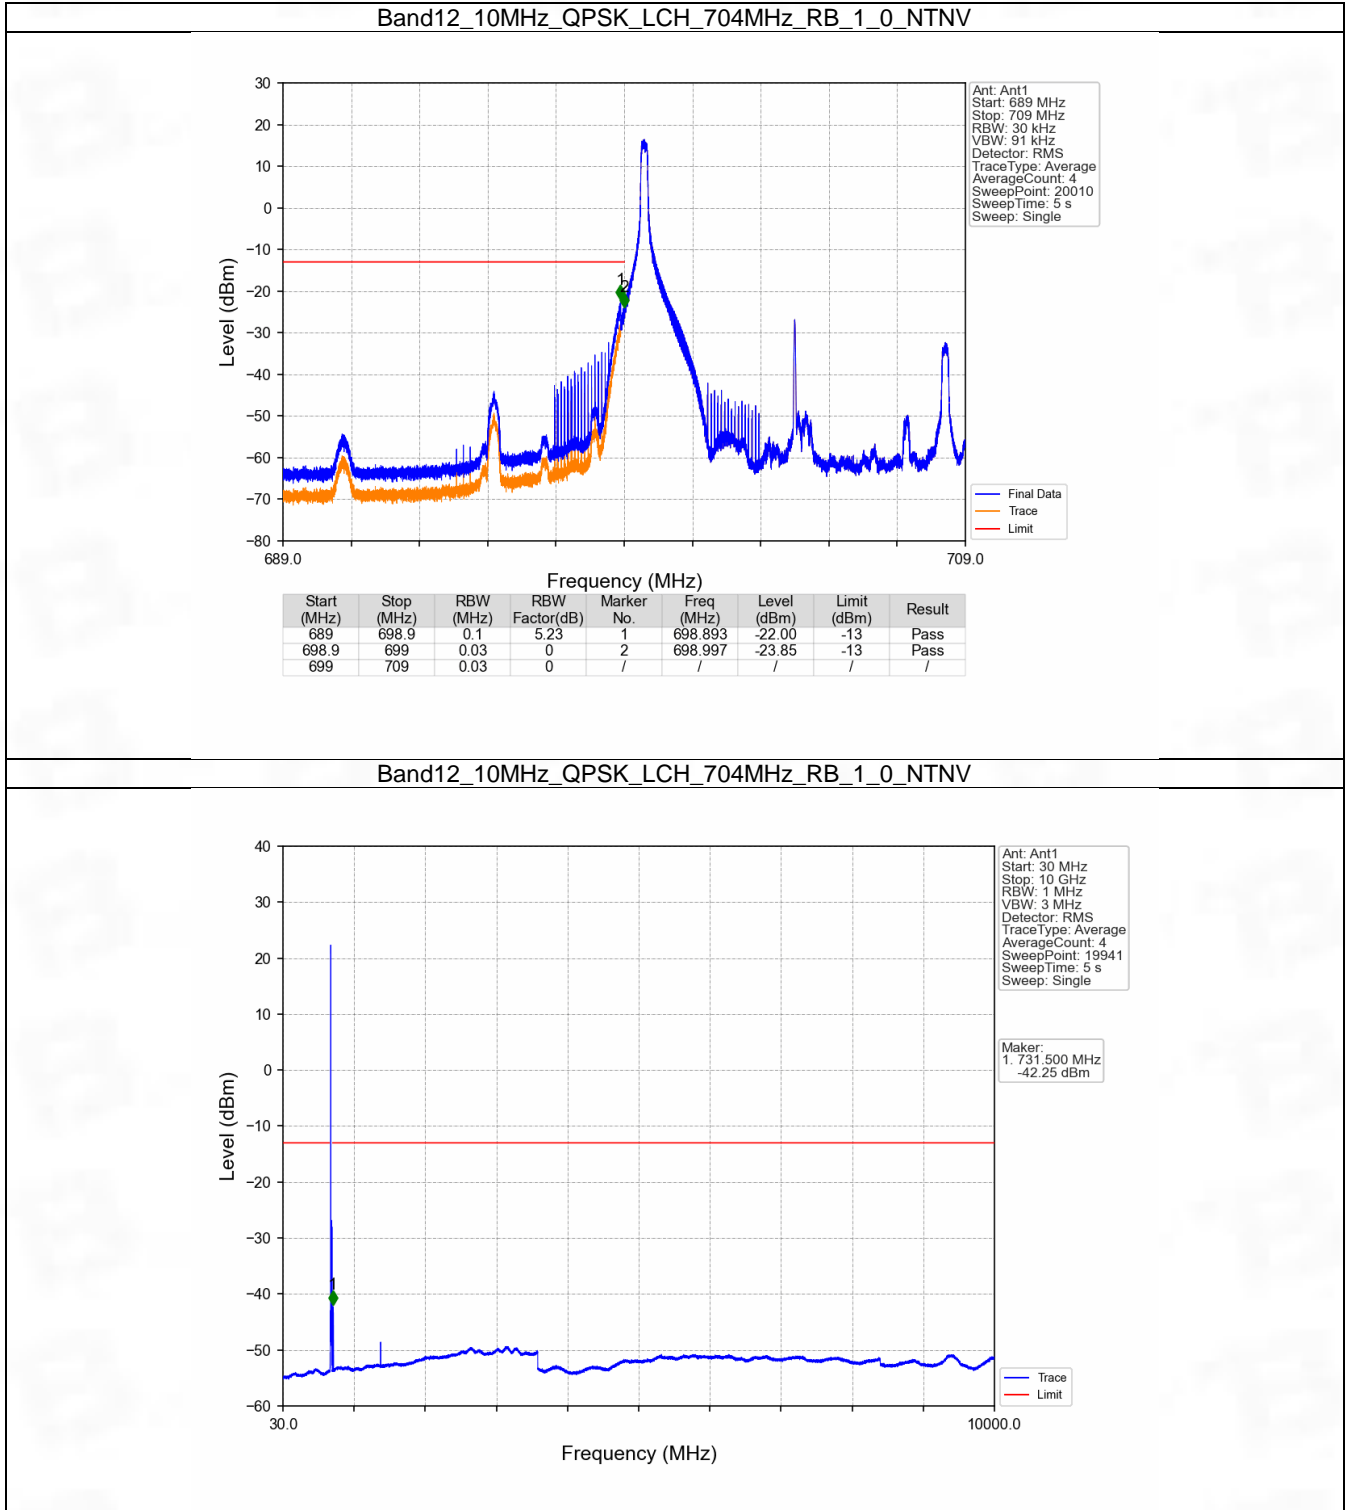 Band12_10MHz_QPSK_LCH_704MHz_RB_1_0_NTNV
30
20
10
0
−10
−20
−30
−40
−50
−60
−70
−80
Level (dBm)
689.0
709.0
Frequency (MHz)
1
2
Ant: Ant1
Start: 689 MHz
Stop: 709 MHz
RBW: 30 kHz
VBW: 91 kHz
Detector: RMS
TraceType: Average
AverageCount: 4
SweepPoint: 20010
SweepTime: 5 s
Sweep: Single
Final Data
Trace
Limit
Start (MHz) Stop (MHz) RBW (MHz) RBW Factor(dB) Marker No. Freq (MHz) Level (dBm) Limit (dBm) Result
689 698.9 0.1 5.23 1 698.893 -22.00 -13 Pass
698.9 699 0.03 0 2 698.997 -23.85 -13 Pass
699 709 0.03 0 / / / / /
Band12_10MHz_QPSK_LCH_704MHz_RB_1_0_NTNV
40
30
20
10
0
−10
−20
−30
−40
−50
−60
Level (dBm)
30.0
10000.0
Frequency (MHz)
1
Ant: Ant1
Start: 30 MHz
Stop: 10 GHz
RBW: 1 MHz
VBW: 3 MHz
Detector: RMS
TraceType: Average
AverageCount: 4
SweepPoint: 19941
SweepTime: 5 s
Sweep: Single
Maker:
1. 731.500 MHz
-42.25 dBm
Trace
Limit